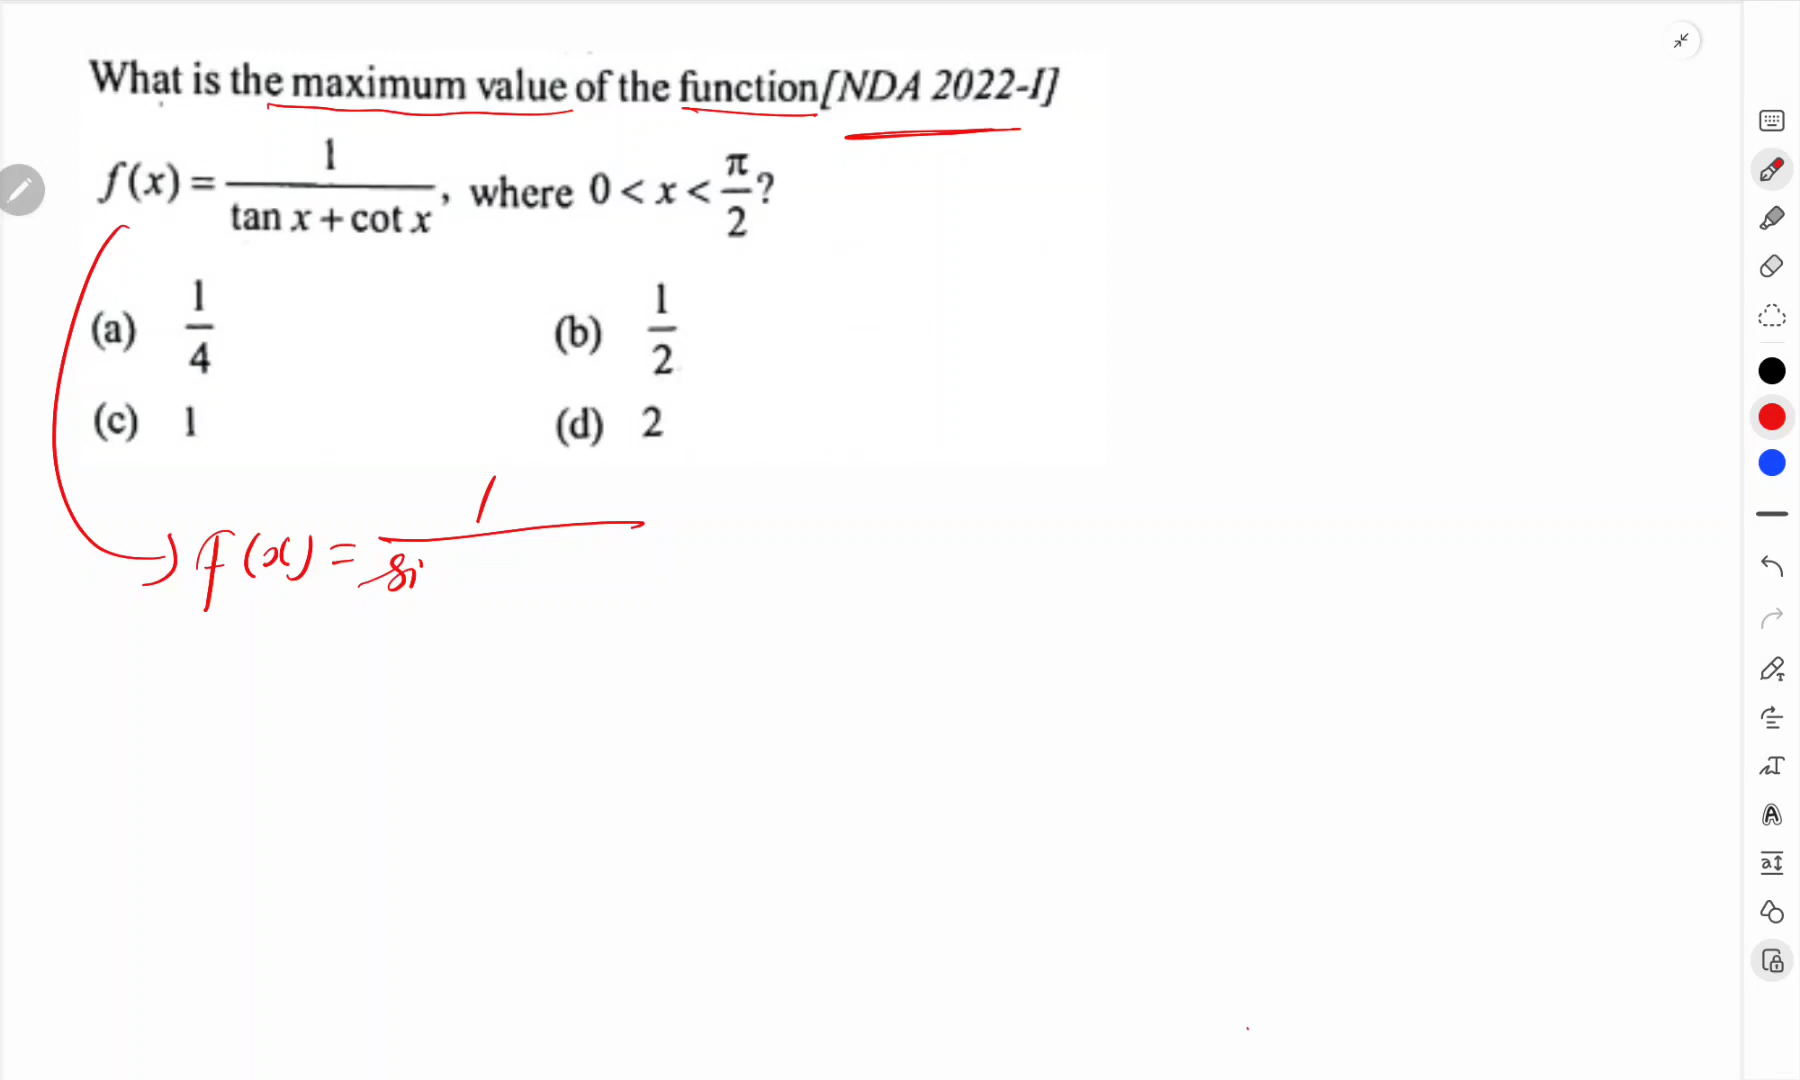 What is the maximum value of the function [NDA 2022-I]
f(x) = 1/(tan x + cot x), where 0 < x < π/2?
(a) 1/4 (b) 1/2
(c) 1 (d) 2
f(x) = 1/si